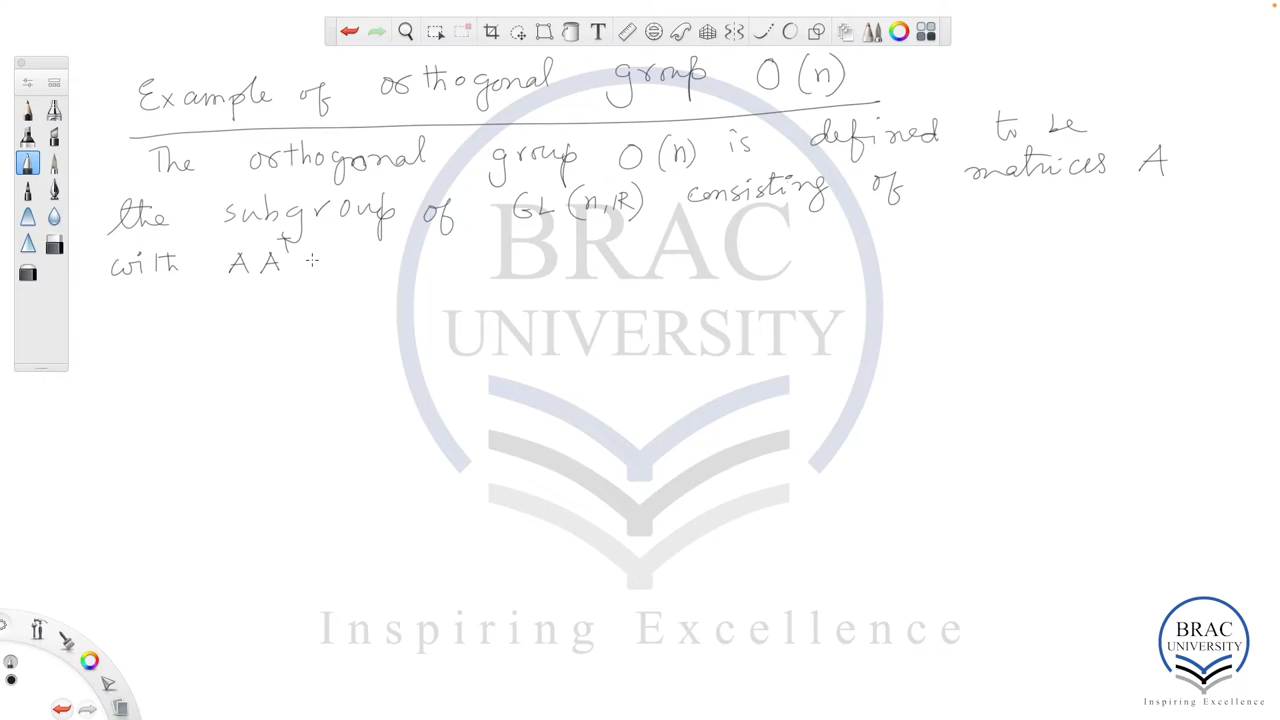 Example of orthogonal group O(n)
The orthogonal group O(n) is defined to be
the subgroup of GL(n, ℝ) consisting of matrices A
with A Aᵀ
BRAC
UNIVERSITY
Inspiring Excellence
BRAC
UNIVERSITY
Inspiring Excellence